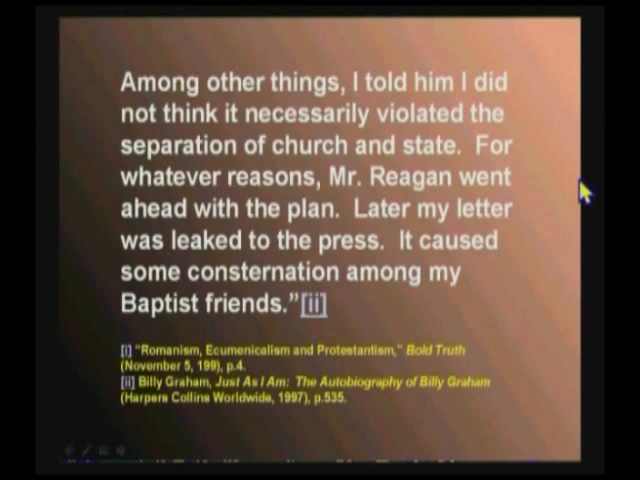 Among other things, I told him I did
not think it necessarily violated the
separation of church and state.  For
whatever reasons, Mr. Reagan went
ahead with the plan.  Later my letter
was leaked to the press.  It caused
some consternation among my
Baptist friends.”[ii]
[i] “Romanism, Ecumenicalism and Protestantism,” Bold Truth
(November 5, 199), p.4.
[ii] Billy Graham, Just As I Am:  The Autobiography of Billy Graham
(Harpers Collins Worldwide, 1997), p.535.